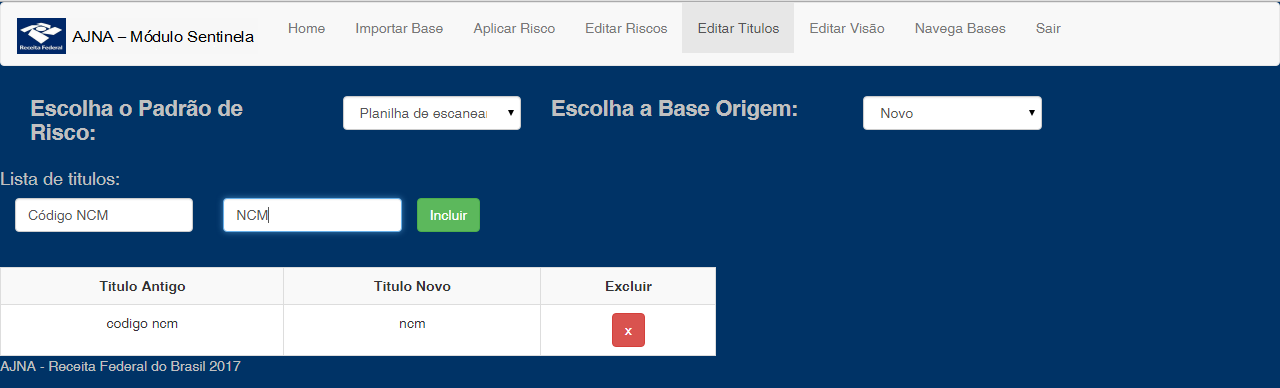 Receita Federal
AJNA – Módulo Sentinela
Home
Importar Base
Aplicar Risco
Editar Riscos
Editar Titulos
Editar Visão
Navega Bases
Sair
Escolha o Padrão de
Risco:
Planilha de escanear
Escolha a Base Origem:
Novo
Lista de titulos:
Código NCM
NCM
Incluir
Titulo Antigo
Titulo Novo
Excluir
codigo ncm
ncm
x
AJNA - Receita Federal do Brasil 2017